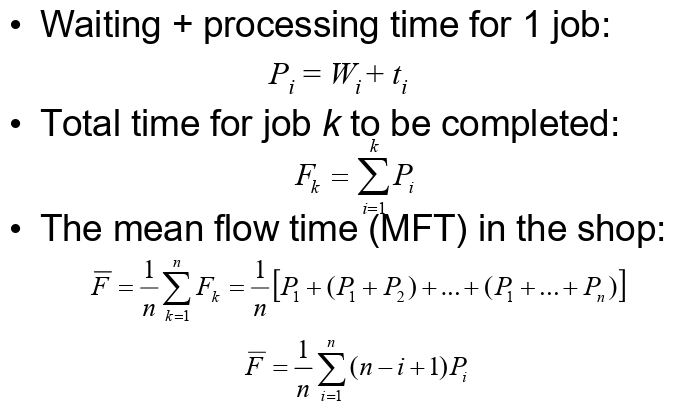 • Waiting + processing time for 1 job:
P_i = W_i + t_i
• Total time for job k to be completed:
F_k = \sum_{i=1}^{k} P_i
• The mean flow time (MFT) in the shop:
\overline{F} = \frac{1}{n} \sum_{k=1}^{n} F_k = \frac{1}{n} [P_1 + (P_1 + P_2) + ... + (P_1 + ... + P_n)]
\overline{F} = \frac{1}{n} \sum_{i=1}^{n} (n - i + 1) P_i